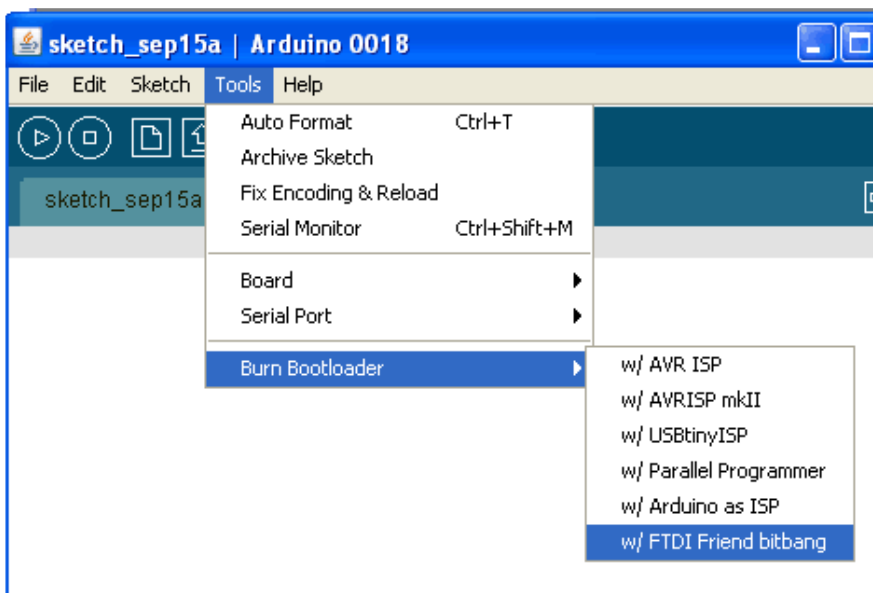 sketch_sep15a | Arduino 0018
File Edit Sketch Tools Help
Auto Format Ctrl+T
Archive Sketch
sketch_sep15a
Fix Encoding & Reload
Serial Monitor Ctrl+Shift+M
Board
Serial Port
Burn Bootloader
w/ AVR ISP
w/ AVRISP mkII
w/ USBtinyISP
w/ Parallel Programmer
w/ Arduino as ISP
w/ FTDI Friend bitbang